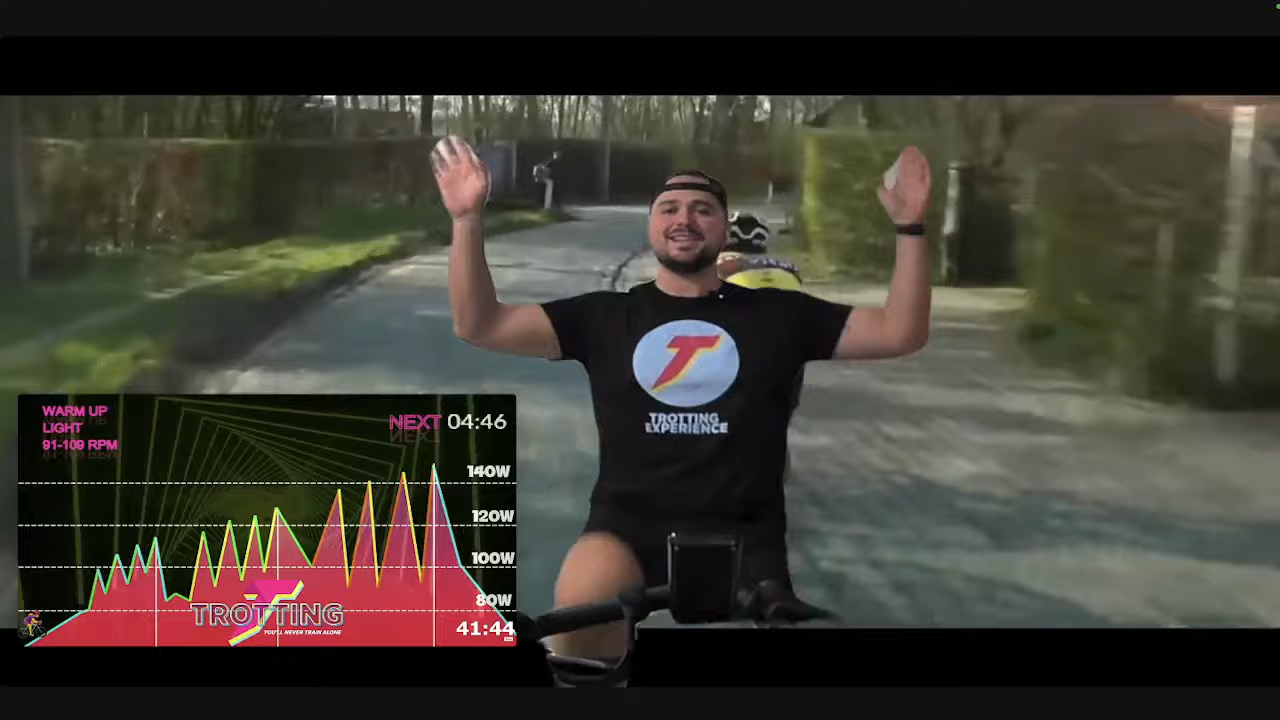 WARM UP
LIGHT
91-109 RPM
NEXT 04:46
140W
120W
100W
80W
41:44
TROTTING
YOU'LL NEVER TRAIN ALONE
T
TROTTING
EXPERIENCE